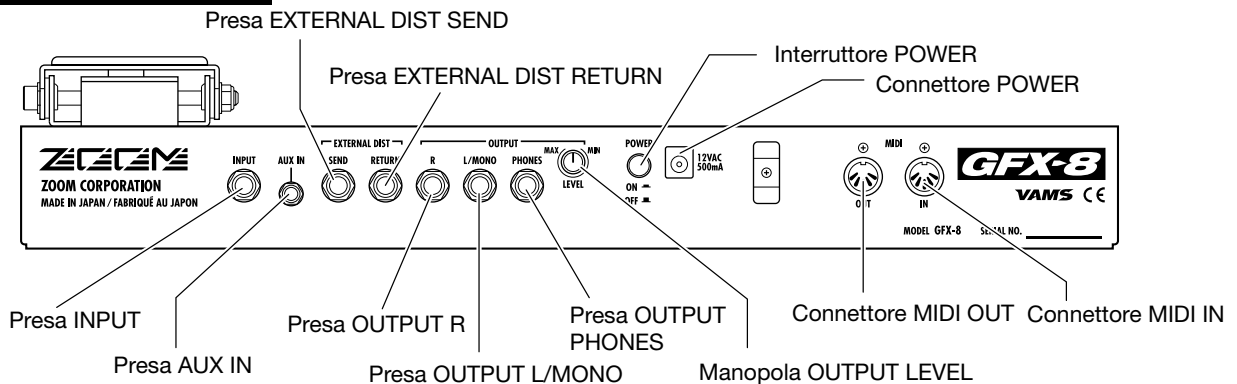 Presa EXTERNAL DIST SEND
Presa EXTERNAL DIST RETURN
Interruttore POWER
Connettore POWER
ZOOM
ZOOM CORPORATION
MADE IN JAPAN / FABRIQUÉ AU JAPON
INPUT
AUX IN
EXTERNAL DIST
SEND
RETURN
OUTPUT
R
L/MONO
PHONES
MAX
MIN
LEVEL
POWER
ON
OFF
12VAC
500mA
MIDI
OUT
IN
GFX-8
VAMS CE
MODEL GFX-8
SERIAL NO.
Presa INPUT
Presa AUX IN
Presa OUTPUT R
Presa OUTPUT L/MONO
Presa OUTPUT
PHONES
Manopola OUTPUT LEVEL
Connettore MIDI OUT
Connettore MIDI IN